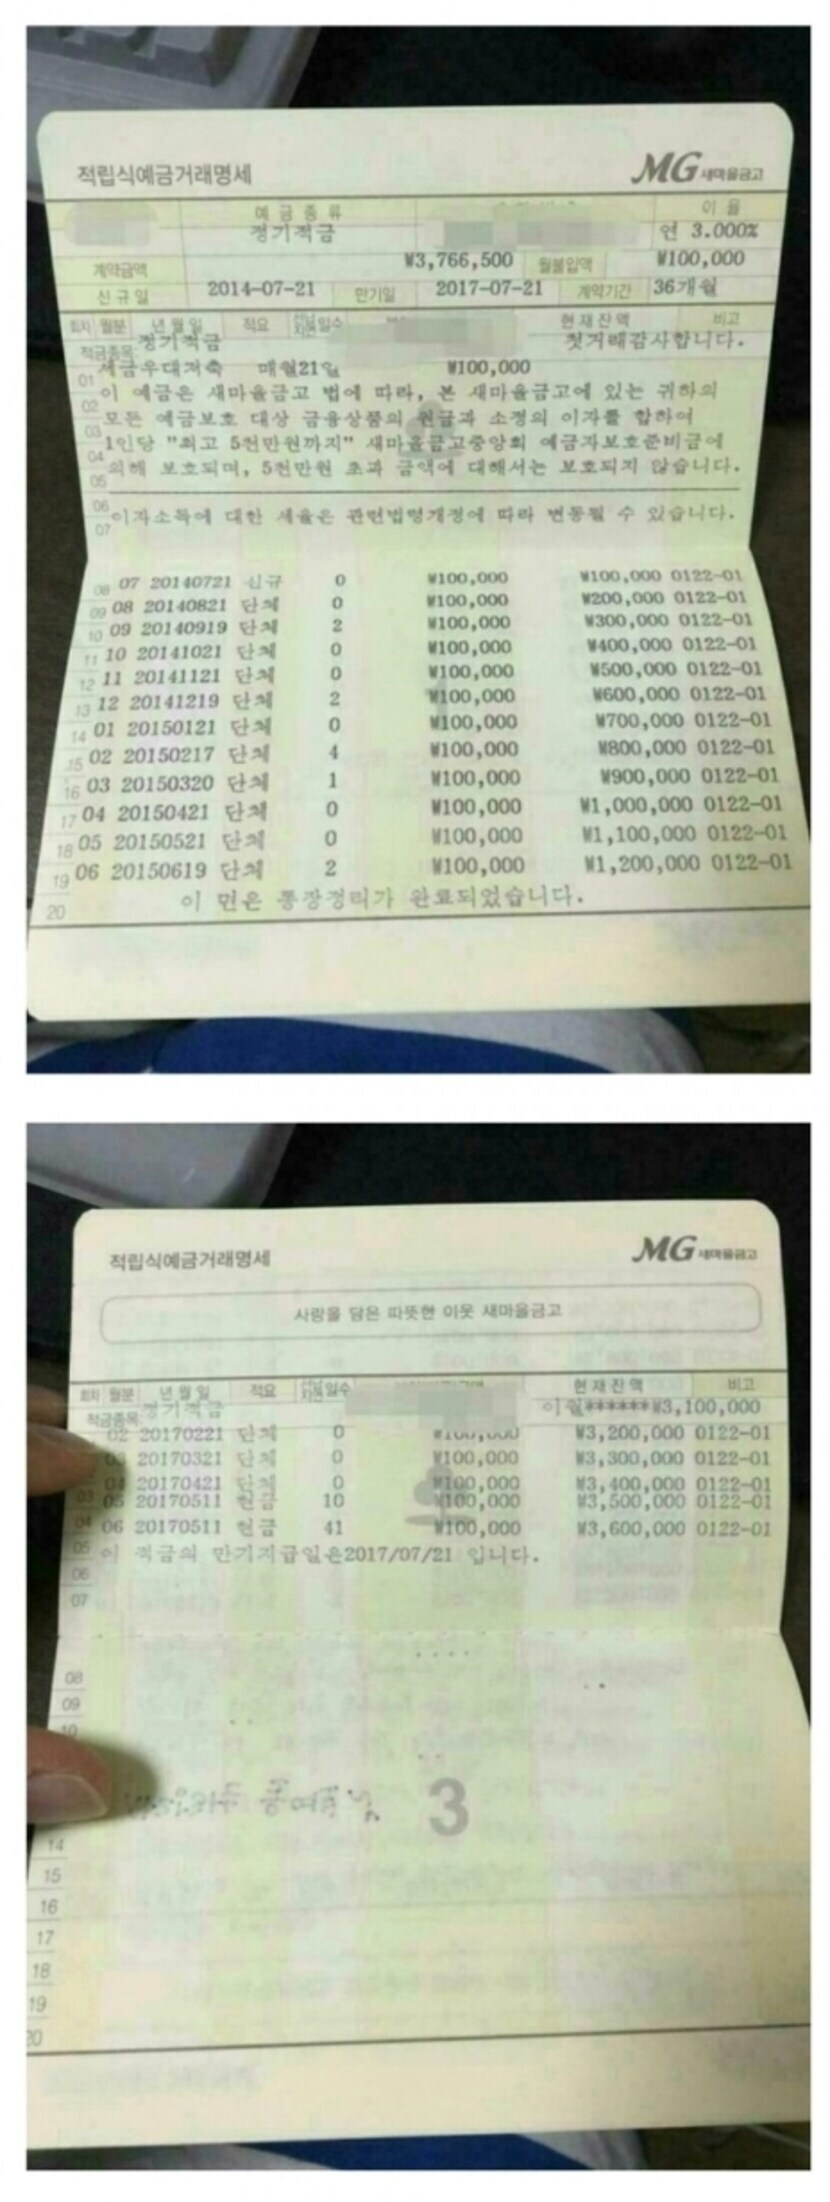 적립식예금거래명세
MG 새마을금고
예금종류
이율
정기적금
연 3.000%
계약금액 ₩3,766,500 월불입액 ₩100,000
신규일 2014-07-21 만기일 2017-07-21 계약기간 36개월
회차 월분 년월일 적요 일수 현재잔액 비고
적금종목: 정기적금 첫거래감사합니다.
01 세금우대저축 매월21일 ₩100,000
이 예금은 새마을금고 법에 따라, 본 새마을금고에 있는 귀하의
02 모든 예금보호 대상 금융상품의 원금과 소정의 이자를 합하여
03 1인당 "최고 5천만원까지" 새마을금고중앙회 예금자보호준비금에
04 의해 보호되며, 5천만원 초과 금액에 대해서는 보호되지 않습니다.
05
06 이자소득에 대한 세율은 관련법령개정에 따라 변동될 수 있습니다.
07
08 07 20140721 신규 0 ₩100,000 ₩100,000 0122-01
09 08 20140821 단체 0 ₩100,000 ₩200,000 0122-01
10 09 20140919 단체 2 ₩100,000 ₩300,000 0122-01
11 10 20141021 단체 0 ₩100,000 ₩400,000 0122-01
12 11 20141121 단체 0 ₩100,000 ₩500,000 0122-01
13 12 20141219 단체 2 ₩100,000 ₩600,000 0122-01
14 01 20150121 단체 0 ₩100,000 ₩700,000 0122-01
15 02 20150217 단체 4 ₩100,000 ₩800,000 0122-01
16 03 20150320 단체 1 ₩100,000 ₩900,000 0122-01
17 04 20150421 단체 0 ₩100,000 ₩1,000,000 0122-01
18 05 20150521 단체 0 ₩100,000 ₩1,100,000 0122-01
19 06 20150619 단체 2 ₩100,000 ₩1,200,000 0122-01
20 이 면은 통장정리가 완료되었습니다.
적립식예금거래명세
MG 새마을금고
사랑을 담은 따뜻한 이웃 새마을금고
회차 월분 년월일 적요 일수 현재잔액 비고
적금종목: 정기적금 이월******₩3,100,000
02 20170221 단체 0 ₩100,000 ₩3,200,000 0122-01
03 20170321 단체 0 ₩100,000 ₩3,300,000 0122-01
04 20170421 단체 0 ₩100,000 ₩3,400,000 0122-01
03 05 20170511 현금 10 ₩100,000 ₩3,500,000 0122-01
04 06 20170511 현금 41 ₩100,000 ₩3,600,000 0122-01
05 이 적금의 만기지급일은2017/07/21 입니다.
06
07
08
09
10
3
14
15
16
17
18
19
20